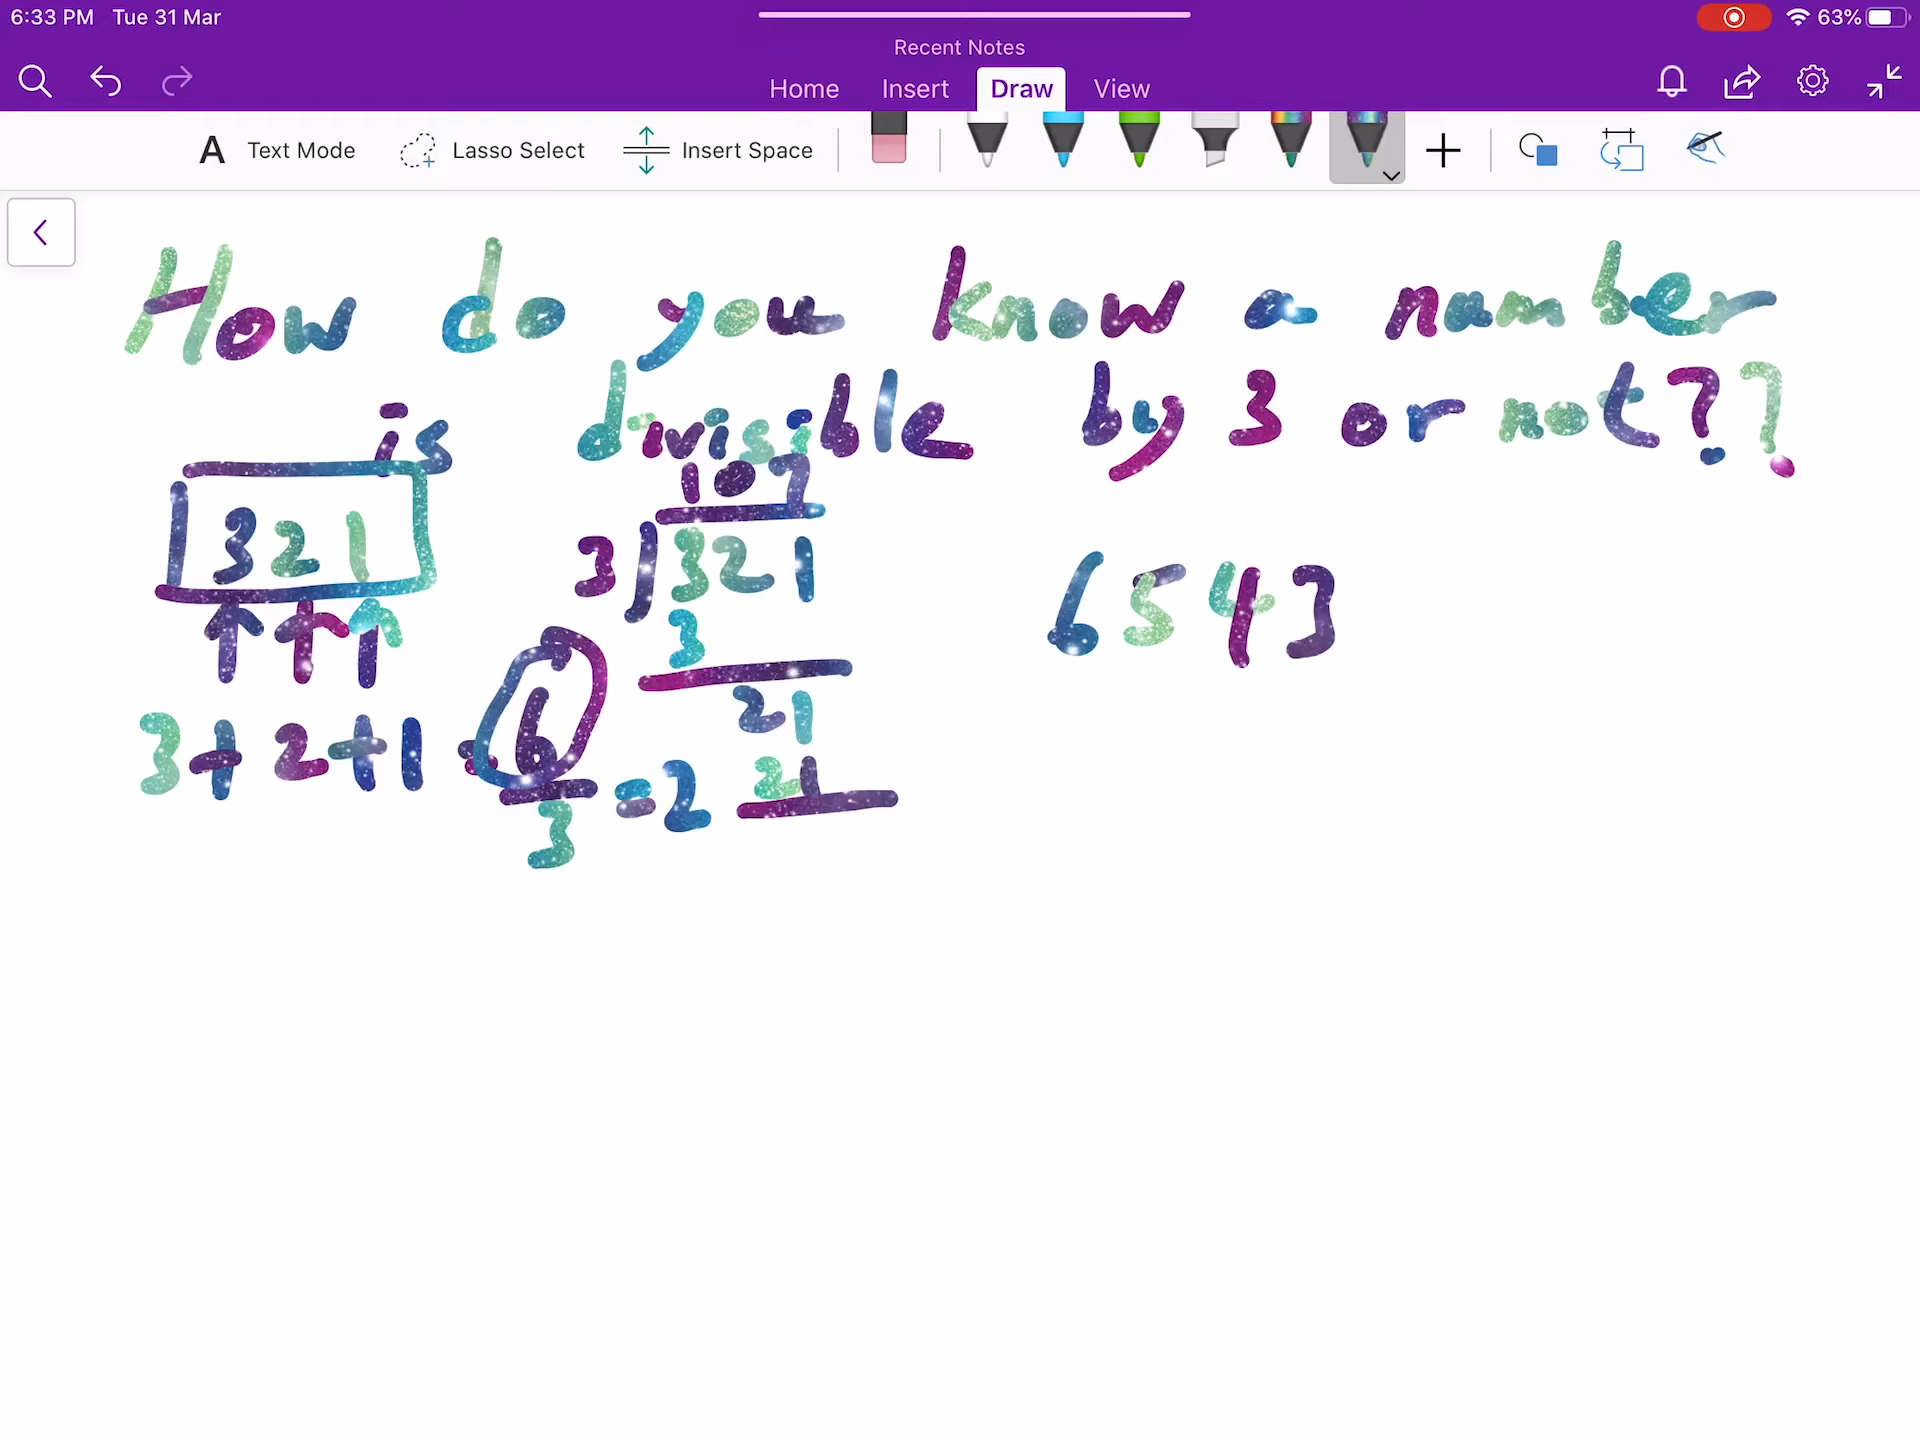 6:33 PM Tue 31 Mar
63%
Recent Notes
Home Insert Draw View
A Text Mode Lasso Select Insert Space
How do you know a number
is divisible by 3 or not??
107
3)321
3
21
21
321
3+2+1 = 6
3
=2
6543